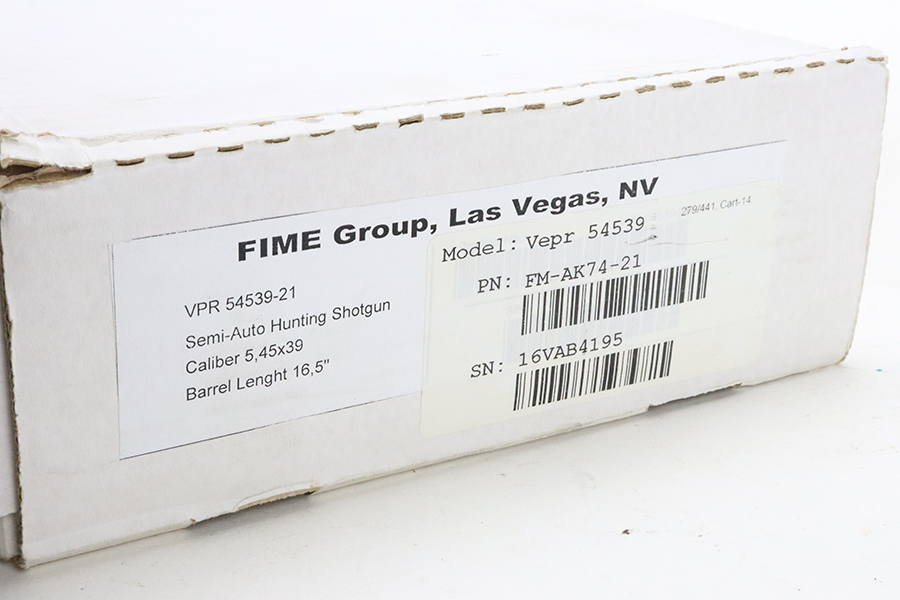 FIME Group, Las Vegas, NV
VPR 54539-21
Semi-Auto Hunting Shotgun
Caliber 5,45x39
Barrel Lenght 16,5"
279/441, Cart-14
Model: Vepr 54539
PN: FM-AK74-21
SN: 16VAB4195